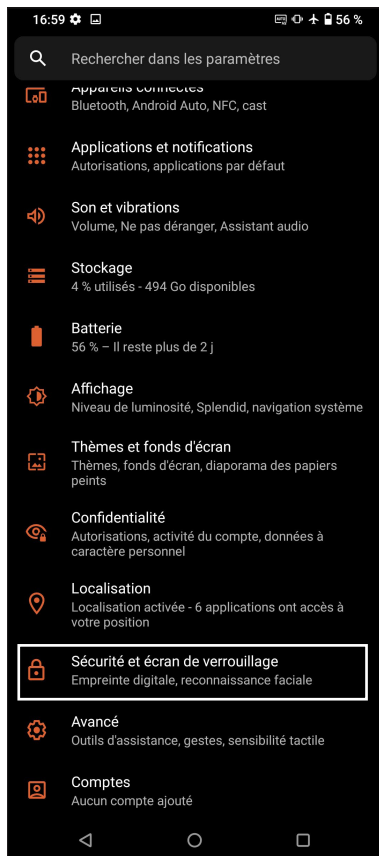 16:59
56 %
Rechercher dans les paramètres
Appareils connectés
Bluetooth, Android Auto, NFC, cast
Applications et notifications
Autorisations, applications par défaut
Son et vibrations
Volume, Ne pas déranger, Assistant audio
Stockage
4 % utilisés - 494 Go disponibles
Batterie
56 % – Il reste plus de 2 j
Affichage
Niveau de luminosité, Splendid, navigation système
Thèmes et fonds d'écran
Thèmes, fonds d'écran, diaporama des papiers
peints
Confidentialité
Autorisations, activité du compte, données à
caractère personnel
Localisation
Localisation activée - 6 applications ont accès à
votre position
Sécurité et écran de verrouillage
Empreinte digitale, reconnaissance faciale
Avancé
Outils d'assistance, gestes, sensibilité tactile
Comptes
Aucun compte ajouté